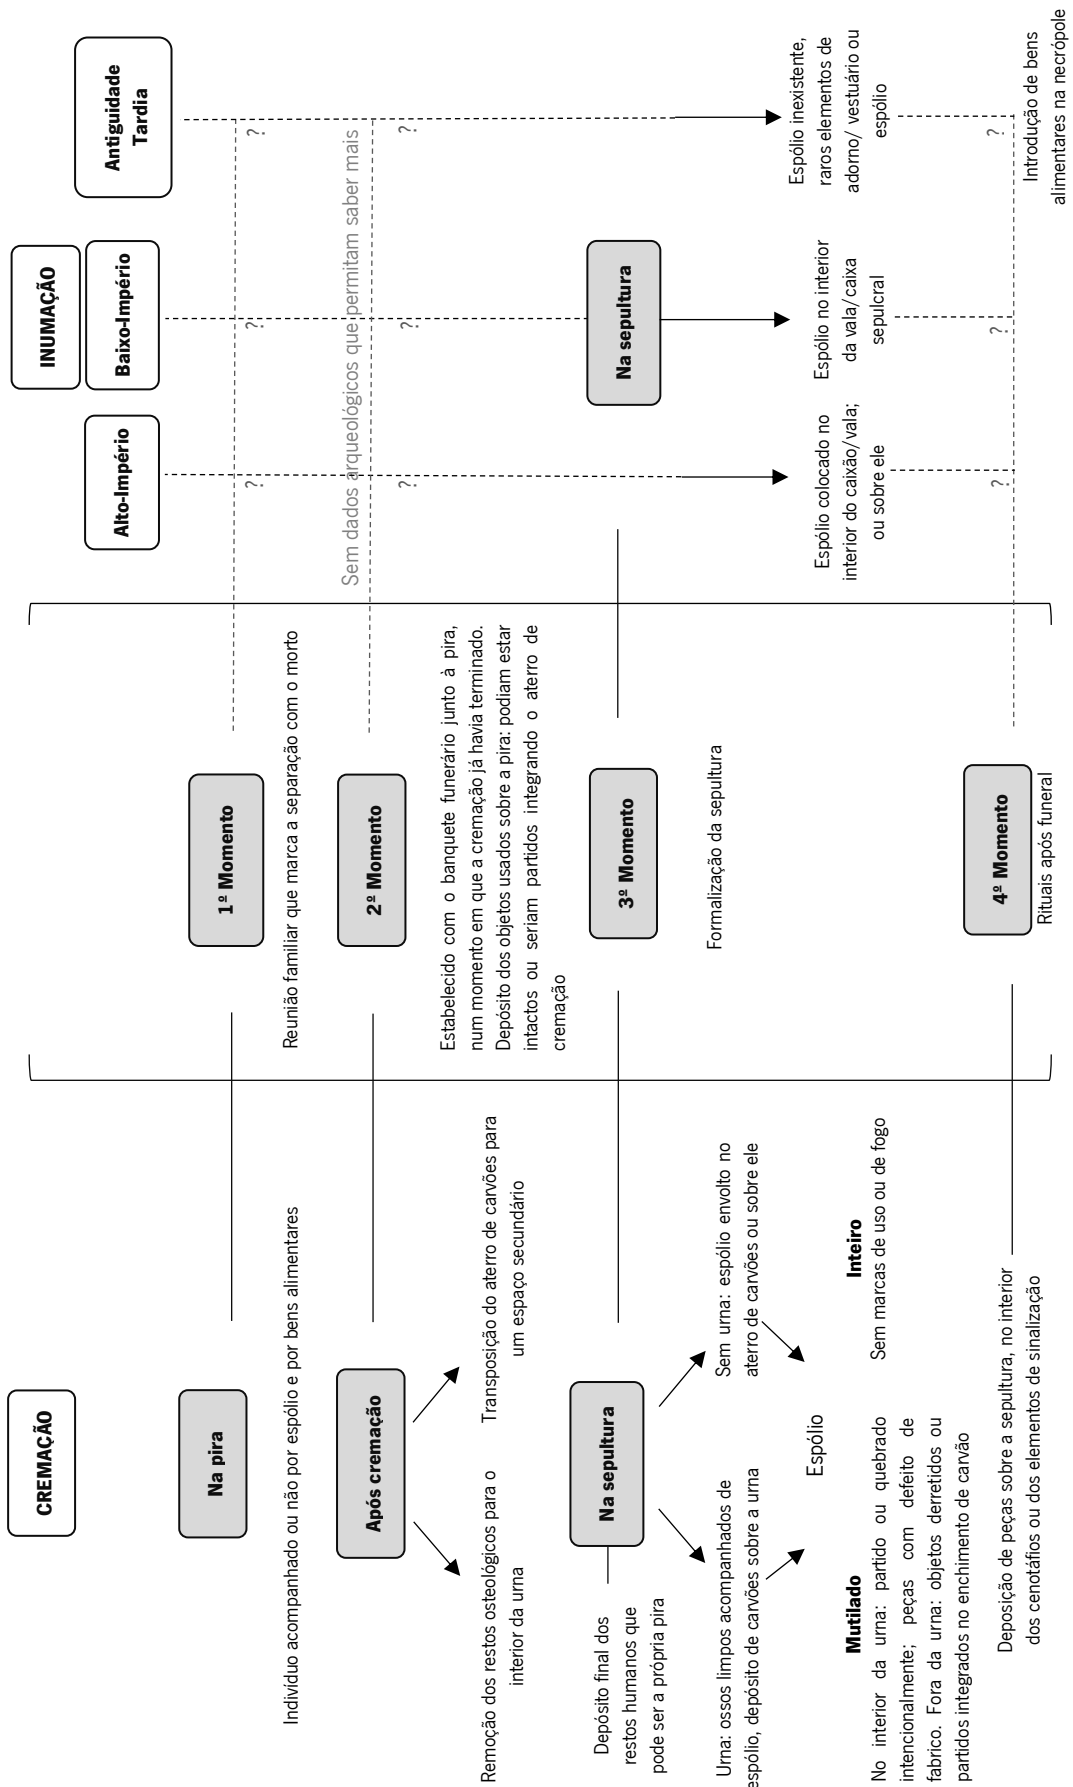 CREMAÇÃO
Na pira
Indivíduo acompanhado ou não por espólio e por bens alimentares
Após cremação
Remoção dos restos osteológicos para o
interior da urna
Transposição do aterro de carvões para
um espaço secundário
Na sepultura
Depósito final dos
restos humanos que
pode ser a própria pira
Urna: ossos limpos acompanhados de
espólio, depósito de carvões sobre a urna
Sem urna: espólio envolto no
aterro de carvões ou sobre ele
Espólio
Mutilado
No interior da urna: partido ou quebrado
intencionalmente; peças com defeito de
fabrico. Fora da urna: objetos derretidos ou
partidos integrados no enchimento de carvão
Inteiro
Sem marcas de uso ou de fogo
Deposição de peças sobre a sepultura, no interior
dos cenotáfios ou dos elementos de sinalização
1º Momento
Reunião familiar que marca a separação com o morto
2º Momento
Estabelecido com o banquete funerário junto à pira,
num momento em que a cremação já havia terminado.
Depósito dos objetos usados sobre a pira: podiam estar
intactos ou seriam partidos integrando o aterro de
cremação
3º Momento
Formalização da sepultura
4º Momento
Rituais após funeral
INUMAÇÃO
Alto-Império
Baixo-Império
Antiguidade
Tardia
?
?
?
Sem dados arqueológicos que permitam saber mais
?
?
?
Na sepultura
Espólio colocado no
interior do caixão/vala;
ou sobre ele
Espólio no interior
da vala/caixa
sepulcral
Espólio inexistente,
raros elementos de
adorno/ vestuário ou
espólio
?
?
?
Introdução de bens
alimentares na necrópole